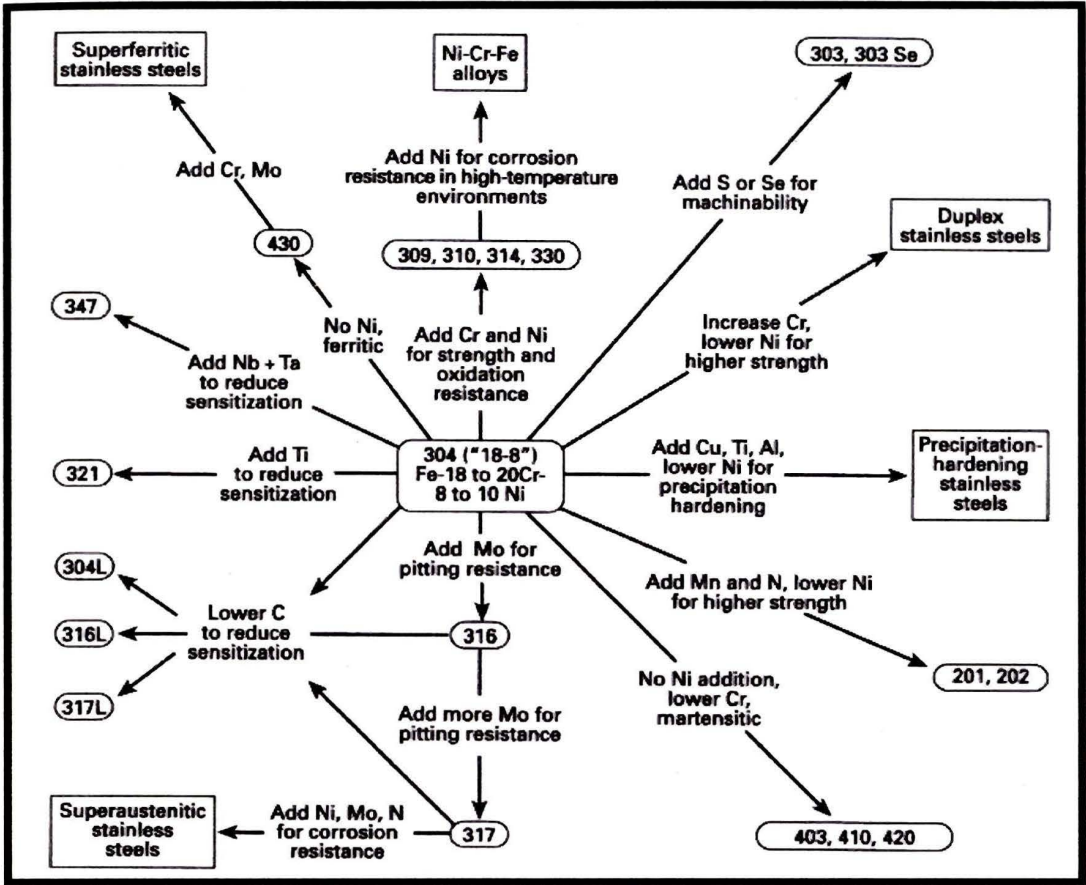 Superferritic
stainless steels
Ni-Cr-Fe
alloys
303, 303 Se
Add Cr, Mo
Add Ni for corrosion
resistance in high-temperature
environments
Add S or Se for
machinability
Duplex
stainless steels
430
309, 310, 314, 330
347
No Ni,
ferritic
Add Cr and Ni
for strength and
oxidation
resistance
Increase Cr,
lower Ni for
higher strength
Add Nb + Ta
to reduce
sensitization
321
Add Ti
to reduce
sensitization
304 ("18-8")
Fe-18 to 20Cr-
8 to 10 Ni
Add Cu, Ti, Al,
lower Ni for
precipitation
hardening
Precipitation-
hardening
stainless
steels
304L
316L
317L
Lower C
to reduce
sensitization
Add Mo for
pitting resistance
316
Add Mn and N, lower Ni
for higher strength
201, 202
Add more Mo for
pitting resistance
No Ni addition,
lower Cr,
martensitic
Superaustenitic
stainless
steels
Add Ni, Mo, N
for corrosion
resistance
317
403, 410, 420